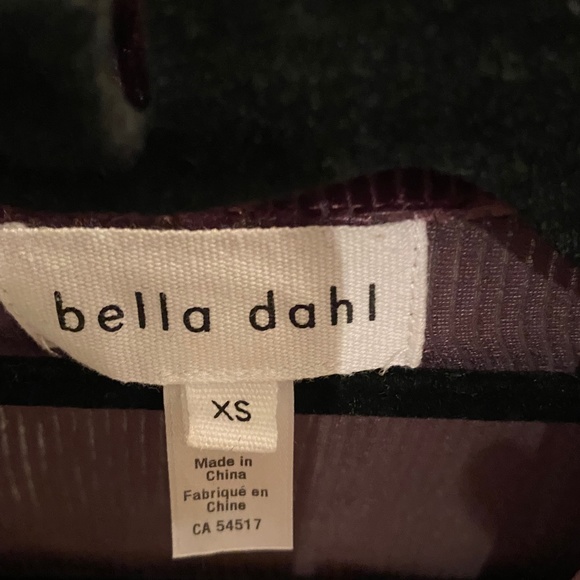 bella dahl
XS
Made in
China
Fabriqué en
Chine
CA 54517